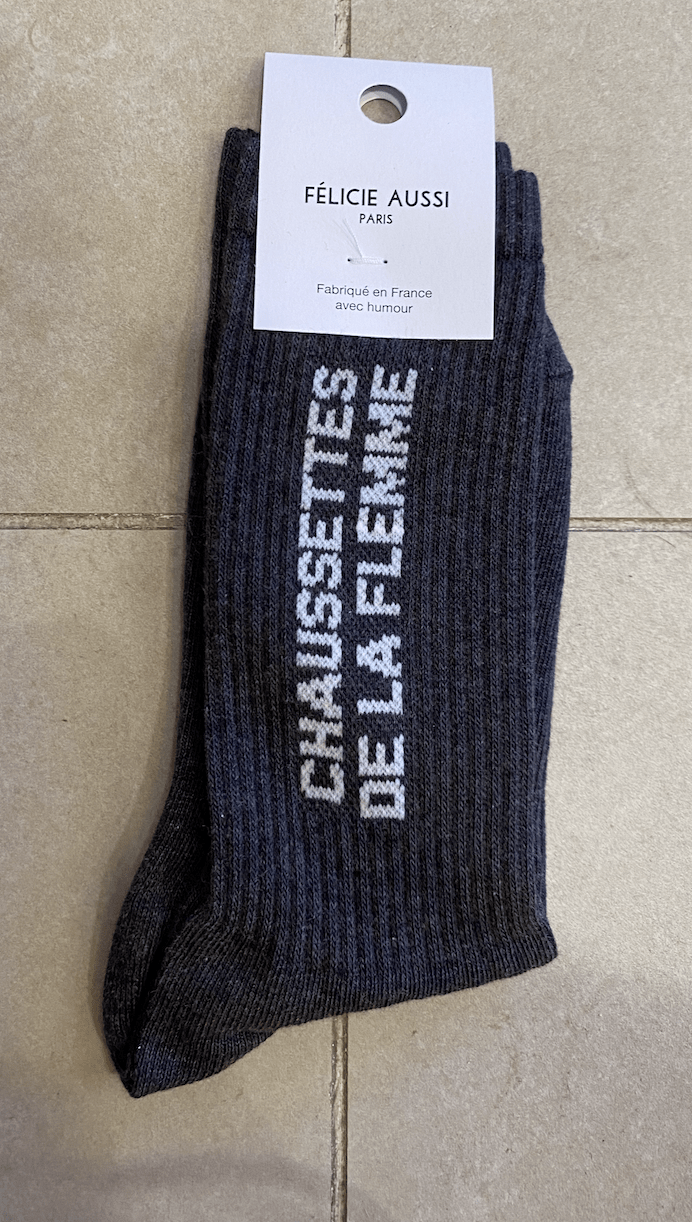 FÉLICIE AUSSI
PARIS
Fabriqué en France
avec humour
CHAUSSETTES
DE LA FLEMME